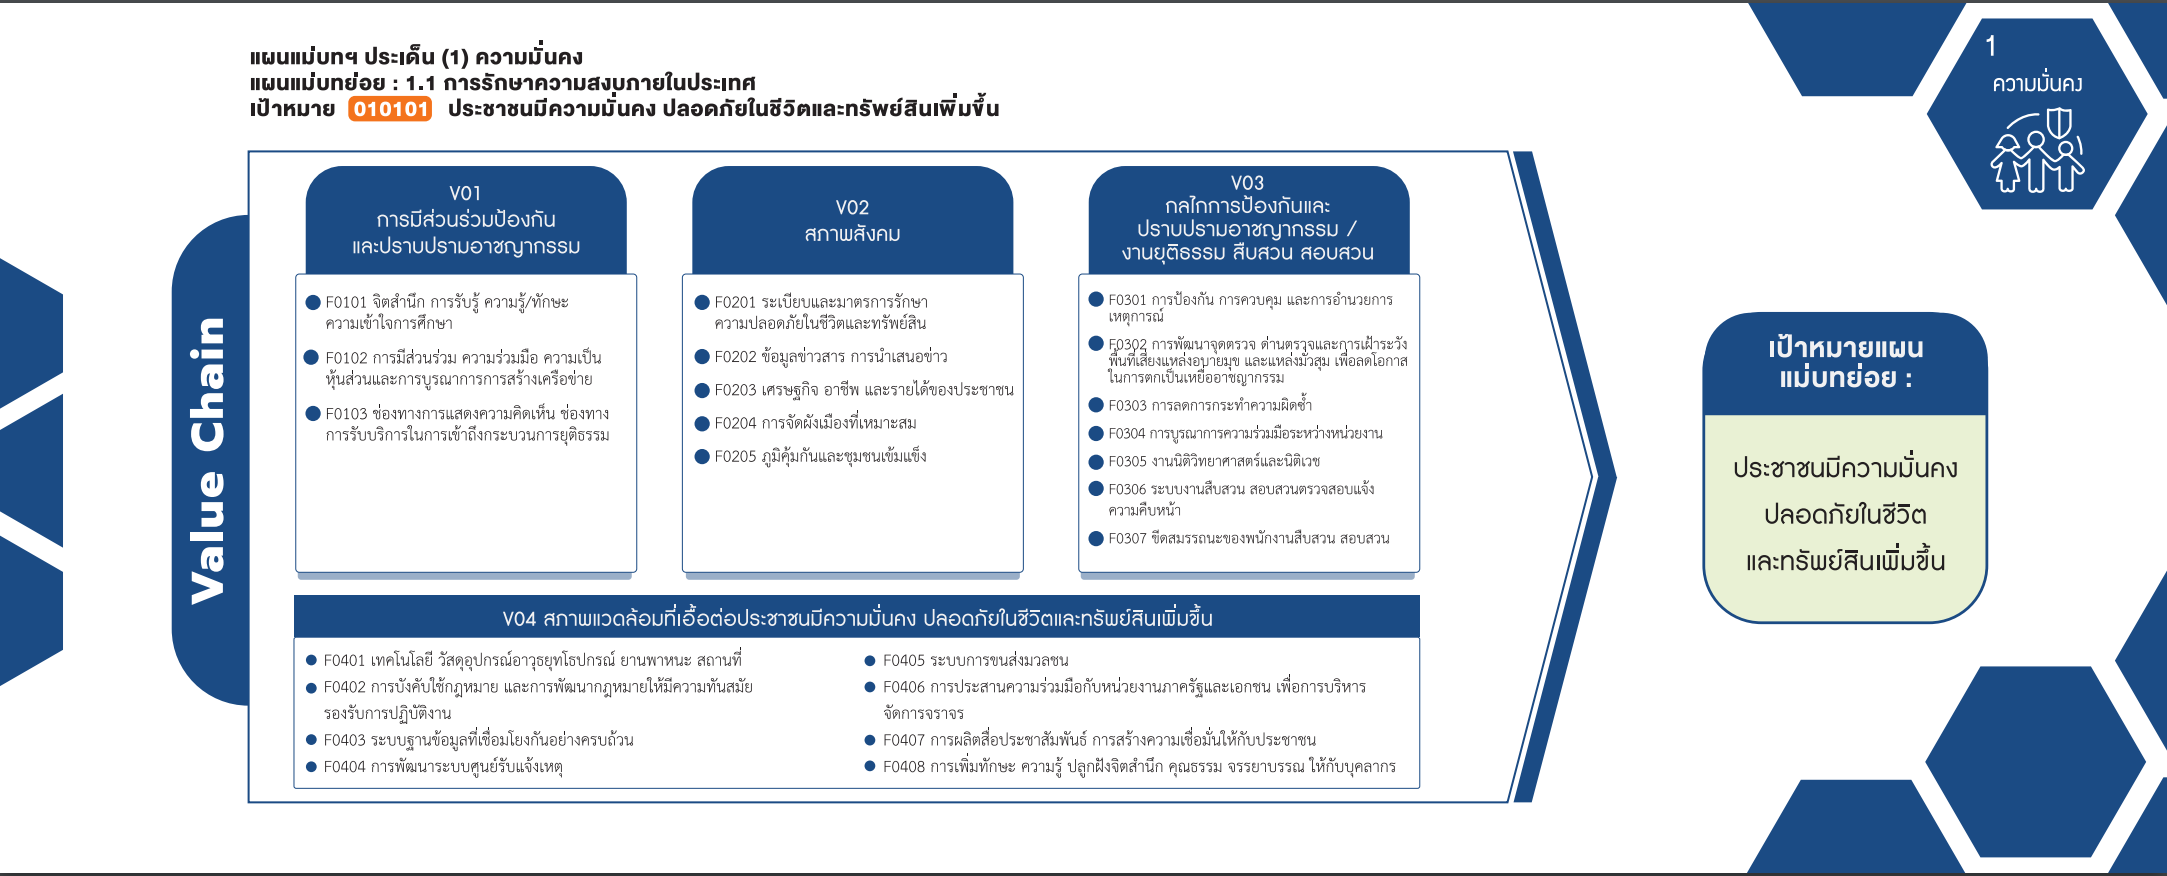 แผนแม่บทฯ ประเด็น (1) ความมั่นคง
แผนแม่บทย่อย : 1.1 การรักษาความสงบภายในประเทศ
เป้าหมาย 010101 ประชาชนมีความมั่นคง ปลอดภัยในชีวิตและทรัพย์สินเพิ่มขึ้น
1
ความมั่นคง
Value Chain
V01
การมีส่วนร่วมป้องกัน
และปราบปรามอาชญากรรม
F0101 จิตสำนึก การรับรู้ ความรู้/ทักษะ
ความเข้าใจการศึกษา
F0102 การมีส่วนร่วม ความร่วมมือ ความเป็น
หุ้นส่วนและการบูรณาการการสร้างเครือข่าย
F0103 ช่องทางการแสดงความคิดเห็น ช่องทาง
การรับบริการในการเข้าถึงกระบวนการยุติธรรม
V02
สภาพสังคม
F0201 ระเบียบและมาตรการรักษา
ความปลอดภัยในชีวิตและทรัพย์สิน
F0202 ข้อมูลข่าวสาร การนำเสนอข่าว
F0203 เศรษฐกิจ อาชีพ และรายได้ของประชาชน
F0204 การจัดผังเมืองที่เหมาะสม
F0205 ภูมิคุ้มกันและชุมชนเข้มแข็ง
V03
กลไกการป้องกันและ
ปราบปรามอาชญากรรม /
งานยุติธรรม สืบสวน สอบสวน
F0301 การป้องกัน การควบคุม และการอำนวยการ
เหตุการณ์
F0302 การพัฒนาจุดตรวจ ด่านตรวจและการเฝ้าระวัง
พื้นที่เสี่ยงแหล่งอบายมุข และแหล่งมั่วสุม เพื่อลดโอกาส
ในการตกเป็นเหยื่ออาชญากรรม
F0303 การลดการกระทำความผิดซ้ำ
F0304 การบูรณาการความร่วมมือระหว่างหน่วยงาน
F0305 งานนิติวิทยาศาสตร์และนิติเวช
F0306 ระบบงานสืบสวน สอบสวนตรวจสอบแจ้ง
ความคืบหน้า
F0307 ขีดสมรรถนะของพนักงานสืบสวน สอบสวน
V04 สภาพแวดล้อมที่เอื้อต่อประชาชนมีความมั่นคง ปลอดภัยในชีวิตและทรัพย์สินเพิ่มขึ้น
F0401 เทคโนโลยี วัสดุอุปกรณ์อาวุธยุทโธปกรณ์ ยานพาหนะ สถานที่
F0402 การบังคับใช้กฎหมาย และการพัฒนากฎหมายให้มีความทันสมัย
รองรับการปฏิบัติงาน
F0403 ระบบฐานข้อมูลที่เชื่อมโยงกันอย่างครบถ้วน
F0404 การพัฒนาระบบศูนย์รับแจ้งเหตุ
F0405 ระบบการขนส่งมวลชน
F0406 การประสานความร่วมมือกับหน่วยงานภาครัฐและเอกชน เพื่อการบริหาร
จัดการจราจร
F0407 การผลิตสื่อประชาสัมพันธ์ การสร้างความเชื่อมั่นให้กับประชาชน
F0408 การเพิ่มทักษะ ความรู้ ปลูกฝังจิตสำนึก คุณธรรม จรรยาบรรณ ให้กับบุคลากร
เป้าหมายแผน
แม่บทย่อย :
ประชาชนมีความมั่นคง
ปลอดภัยในชีวิต
และทรัพย์สินเพิ่มขึ้น